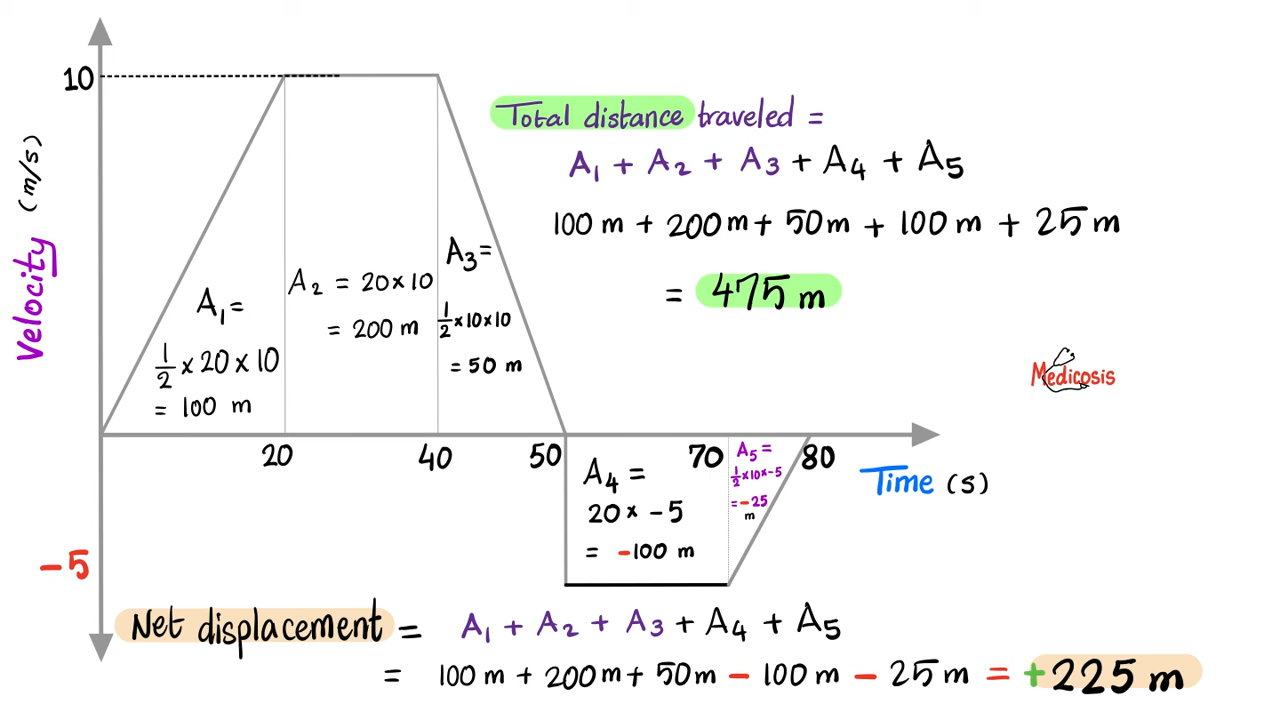 10
Velocity (m/s)
Total distance traveled =
A₁ + A₂ + A₃ + A₄ + A₅
100 m + 200 m + 50 m + 100 m + 25 m
= 475 m
A₁ =
1/2 × 20 × 10
= 100 m
A₂ = 20 × 10
= 200 m
A₃ =
1/2 × 10 × 10
= 50 m
Medicosis
20 40 50 70 80
Time (s)
A₄ =
20 × -5
= -100 m
A₅ =
1/2 × 10 × -5
= -25
m
-5
Net displacement = A₁ + A₂ + A₃ + A₄ + A₅
= 100 m + 200 m + 50 m - 100 m - 25 m = +225 m